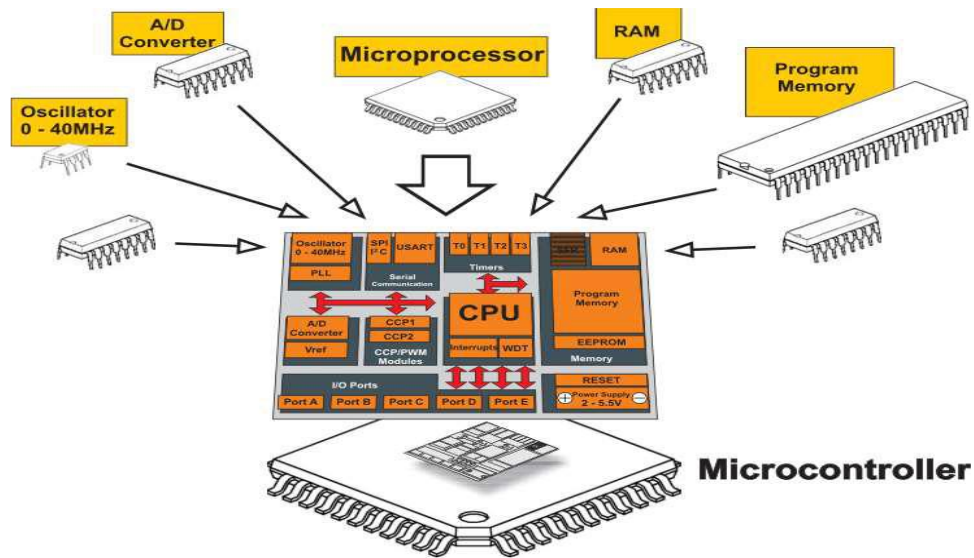 A/D
Converter
Microprocessor
RAM
Program
Memory
Oscillator
0 - 40MHz
Oscillator
0 - 40MHz
PLL
SPI
I²C
USART
Serial
Communication
T0 T1 T2 T3
Timers
RAM
Program
Memory
EEPROM
Memory
A/D
Converter
Vref
CCP1
CCP2
CCP/PWM
Modules
CPU
Interrupts WDT
I/O Ports
Port A Port B Port C Port D Port E
RESET
+ Power Supply −
2 - 5.5V
Microcontroller